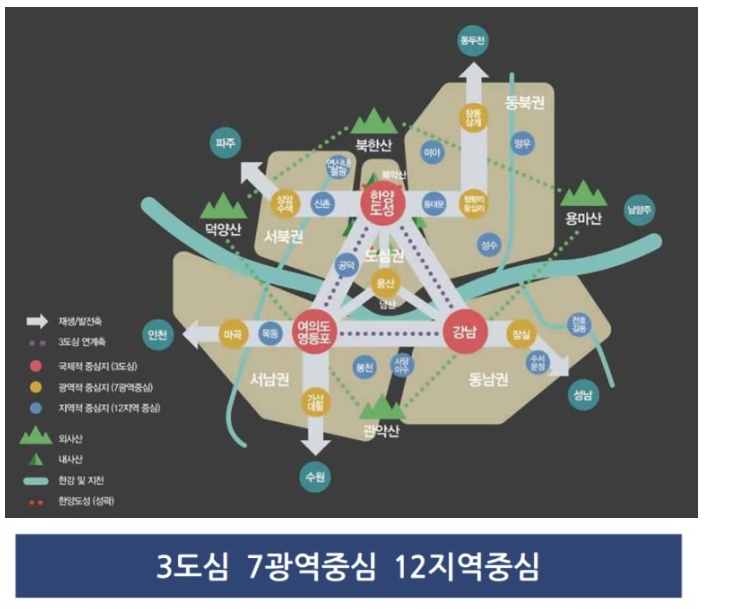 동두천
동북권
창동
상계
북한산
파주
미아
망우
연신내
불광
북악산
상암
수색
신촌
한양
도성
동대문
청량리
왕십리
덕양산
용마산
남양주
서북권
성수
도심권
공덕
용산
남산
재생/발전축
3도심 연계축
국제적 중심지 (3도심)
광역적 중심지 (7광역중심)
지역적 중심지 (12지역 중심)
외사산
내사산
한강 및 지천
한양도성 (성곽)
인천
마곡
목동
여의도
영등포
강남
잠실
천호
길동
수서
문정
봉천
사당
이수
서남권
동남권
성남
가산
대림
관악산
수원
3도심 7광역중심 12지역중심